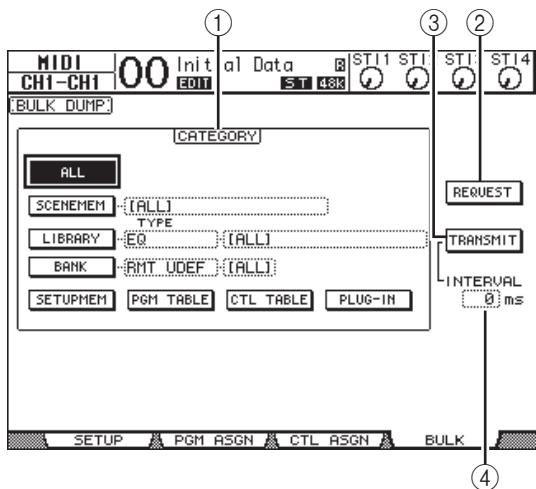 ① ③ ②
MIDI CH1-CH1 00 Initial Data R ST1 ST2 ST3 ST4
EDIT ST 48K
BULK DUMP
CATEGORY
ALL
SCENEMEM [ALL]
TYPE
LIBRARY EQ [ALL]
BANK RMT UDEF [ALL]
SETUPMEM PGM TABLE CTL TABLE PLUG-IN
REQUEST
TRANSMIT
INTERVAL
0 ms
SETUP PGM ASGN CTL ASGN BULK
④